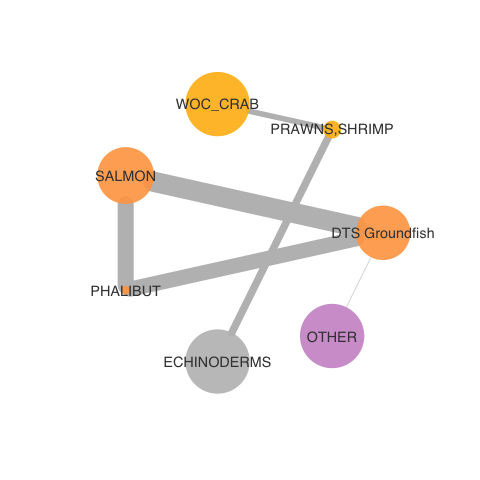 WOC_CRAB
PRAWNS,SHRIMP
SALMON
DTS Groundfish
PHALIBUT
OTHER
ECHINODERMS